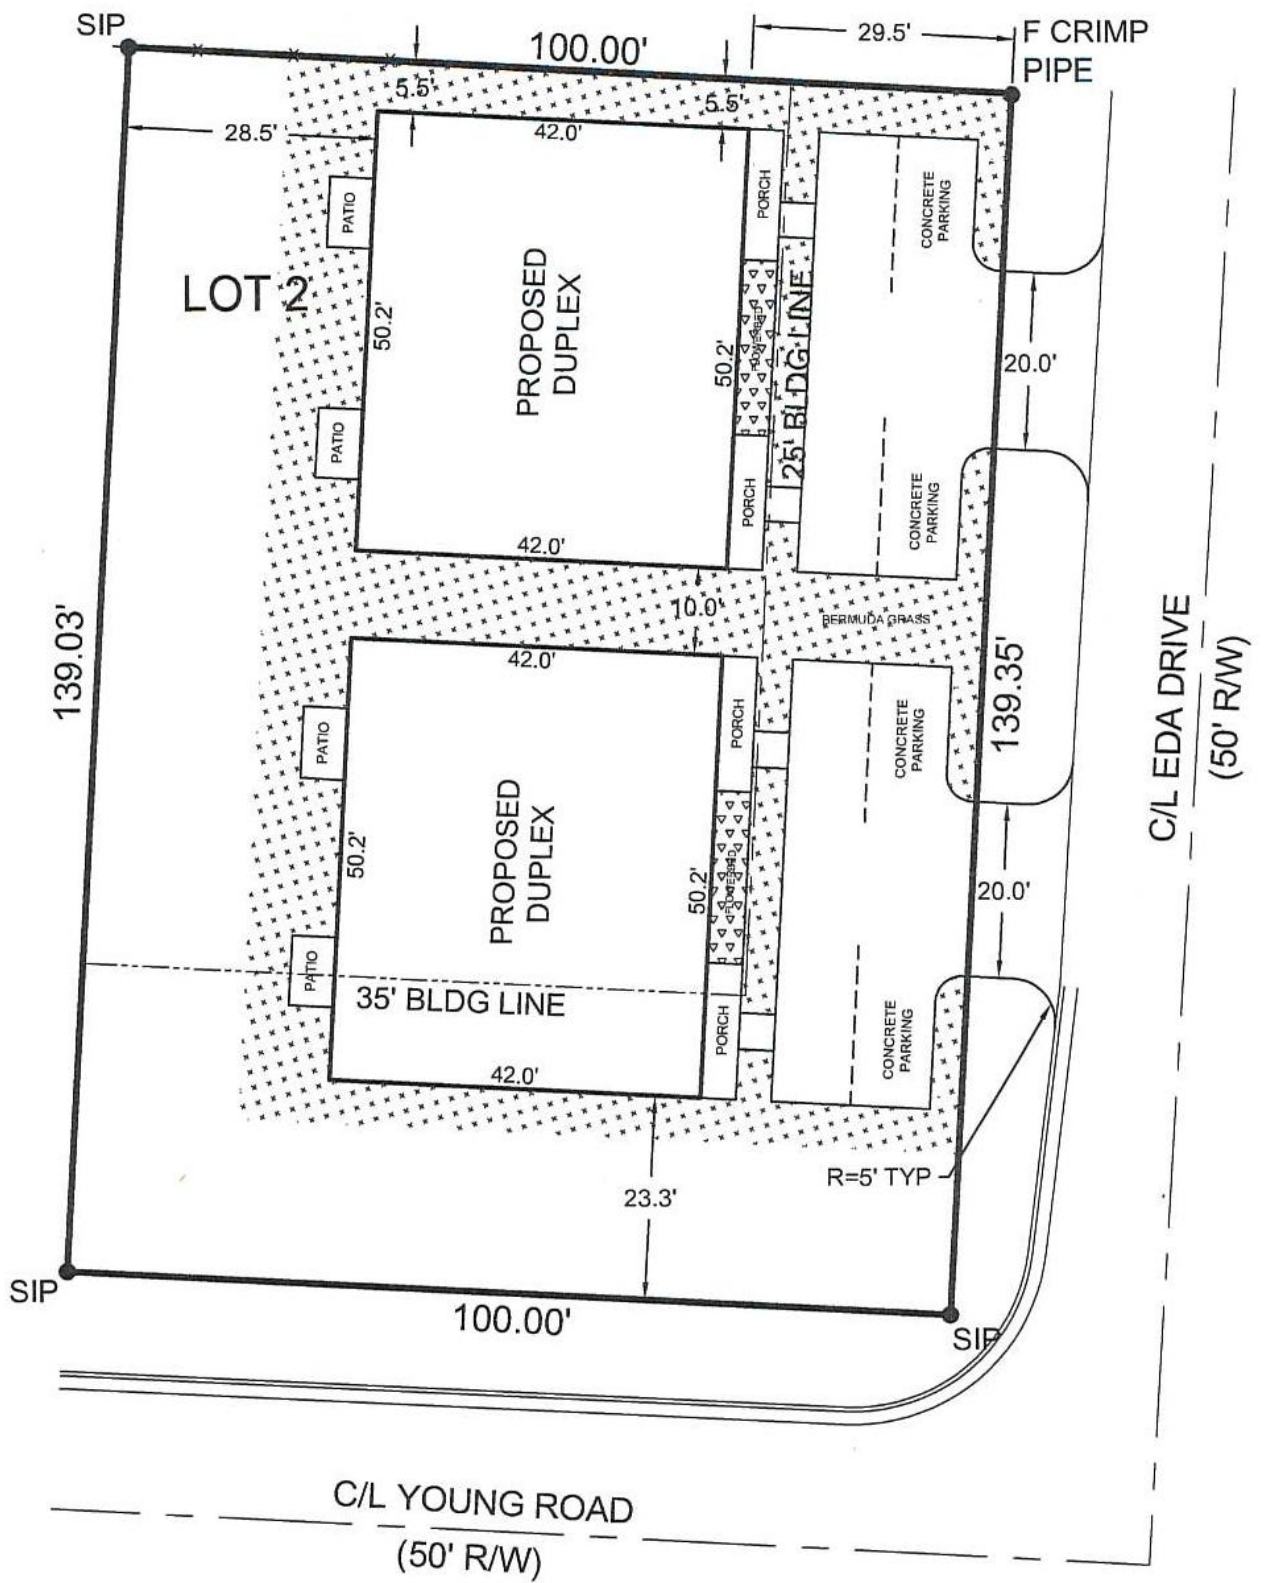 SIP
100.00'
29.5'
F CRIMP
PIPE
5.5'
5.5'
28.5'
42.0'
PATIO
PORCH
CONCRETE
PARKING
LOT 2
PROPOSED
DUPLEX
50.2'
50.2'
FLOWERBED
25' BLDG LINE
20.0'
PATIO
PORCH
CONCRETE
PARKING
42.0'
10.0'
BERMUDA GRASS
139.03'
139.35'
42.0'
PATIO
PORCH
CONCRETE
PARKING
C/L EDA DRIVE
(50' R/W)
PROPOSED
DUPLEX
50.2'
50.2'
FLOWERBED
20.0'
PATIO
35' BLDG LINE
PORCH
CONCRETE
PARKING
42.0'
R=5' TYP
23.3'
SIP
100.00'
SIP
C/L YOUNG ROAD
(50' R/W)